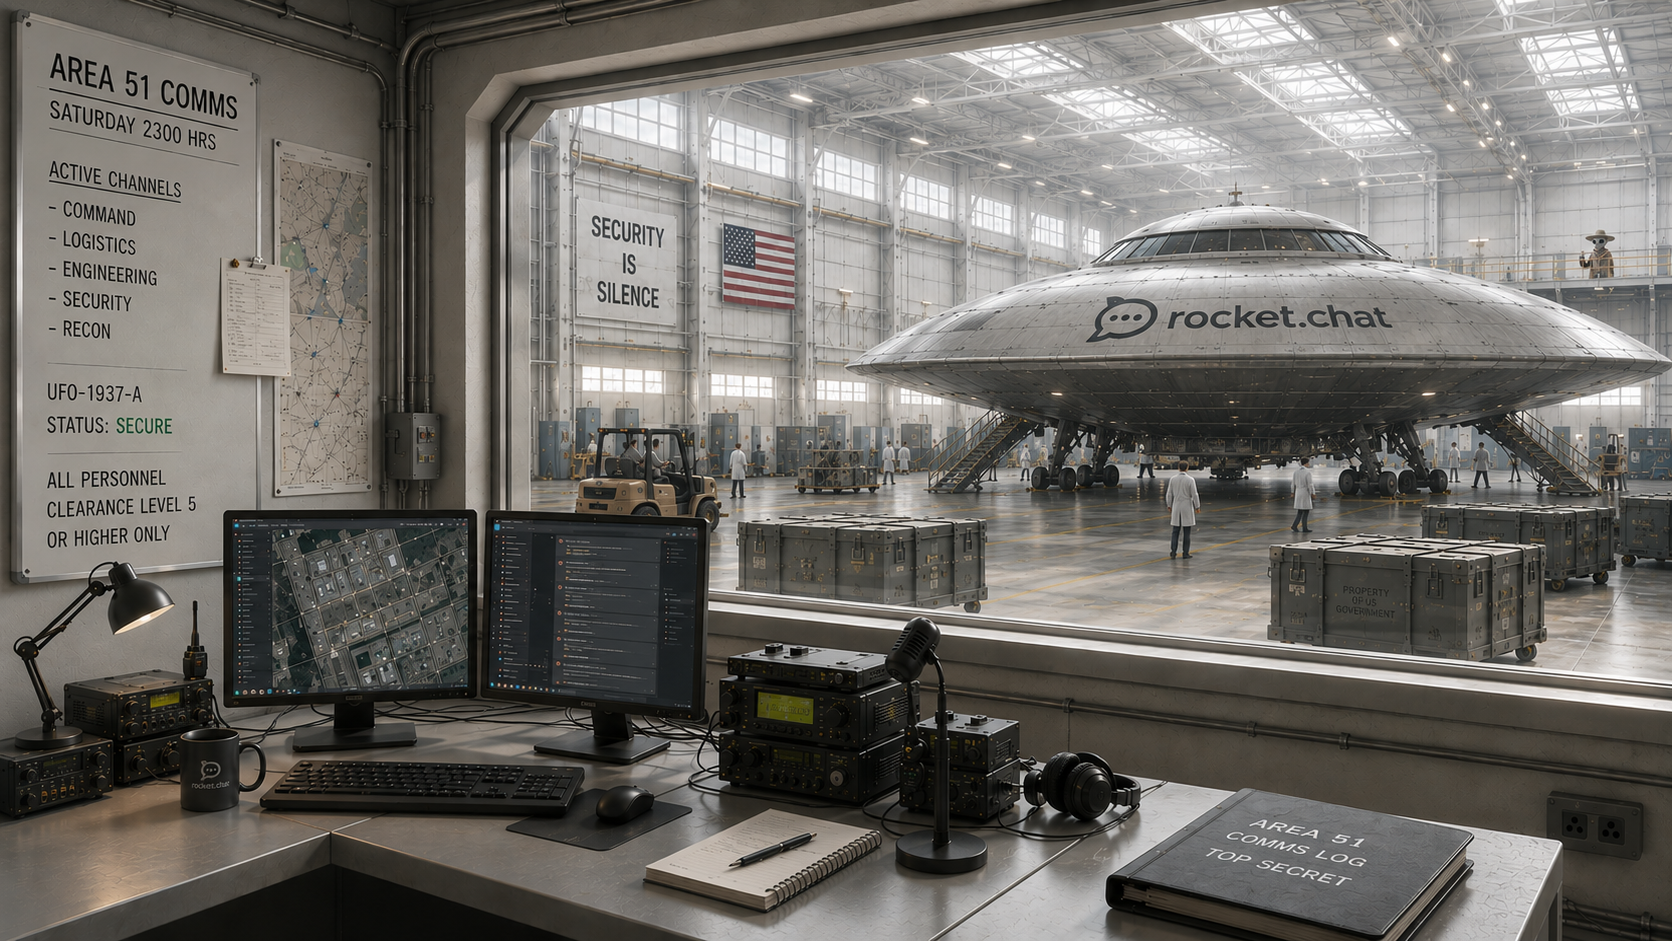 AREA 51 COMMS
SATURDAY 2300 HRS
ACTIVE CHANNELS
- COMMAND
- LOGISTICS
- ENGINEERING
- SECURITY
- RECON
UFO-1937-A
STATUS: SECURE
ALL PERSONNEL
CLEARANCE LEVEL 5
OR HIGHER ONLY
SECURITY
IS
SILENCE
rocket.chat
PROPERTY
OF US
GOVERNMENT
rocket.chat
AREA 51
COMMS LOG
TOP SECRET